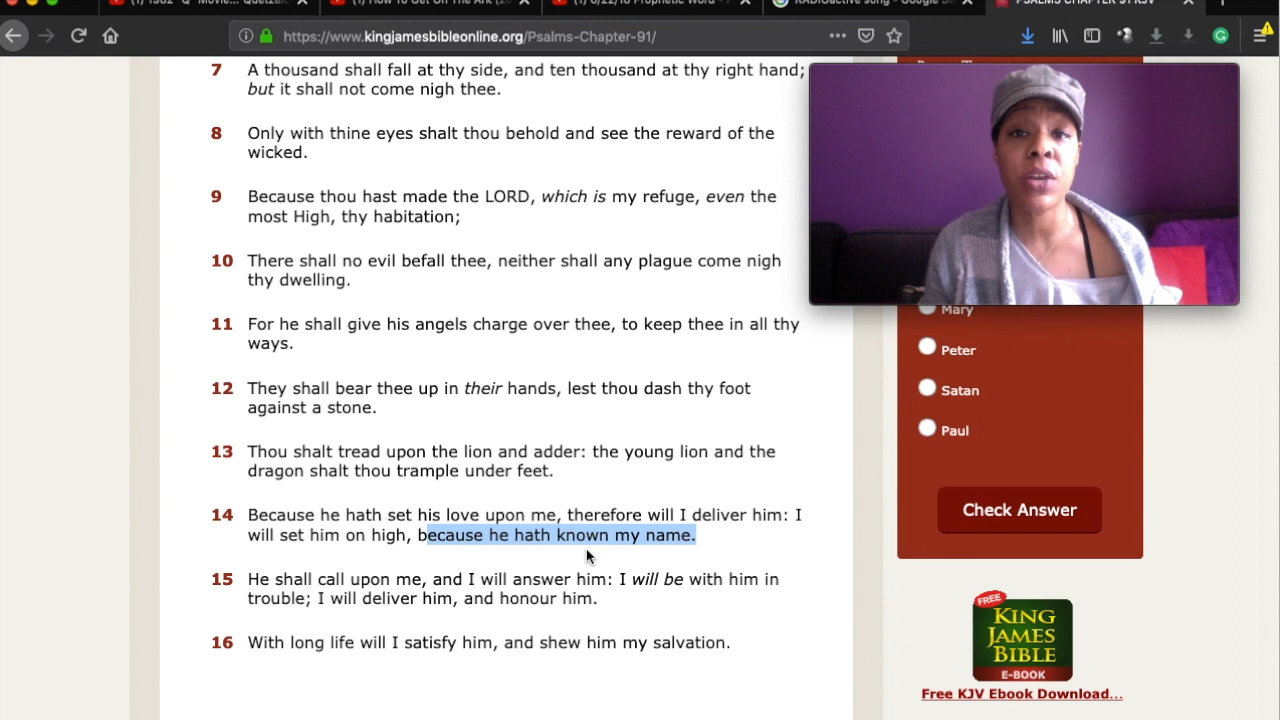 https://www.kingjamesbibleonline.org/Psalms-Chapter-91/
7 A thousand shall fall at thy side, and ten thousand at thy right hand;
but it shall not come nigh thee.
8 Only with thine eyes shalt thou behold and see the reward of the
wicked.
9 Because thou hast made the LORD, which is my refuge, even the
most High, thy habitation;
10 There shall no evil befall thee, neither shall any plague come nigh
thy dwelling.
11 For he shall give his angels charge over thee, to keep thee in all thy
ways.
12 They shall bear thee up in their hands, lest thou dash thy foot
against a stone.
13 Thou shalt tread upon the lion and adder: the young lion and the
dragon shalt thou trample under feet.
14 Because he hath set his love upon me, therefore will I deliver him: I
will set him on high, because he hath known my name.
15 He shall call upon me, and I will answer him: I will be with him in
trouble; I will deliver him, and honour him.
16 With long life will I satisfy him, and shew him my salvation.
Mary
Peter
Satan
Paul
Check Answer
FREE
KING
JAMES
BIBLE
E-BOOK
Free KJV Ebook Download...